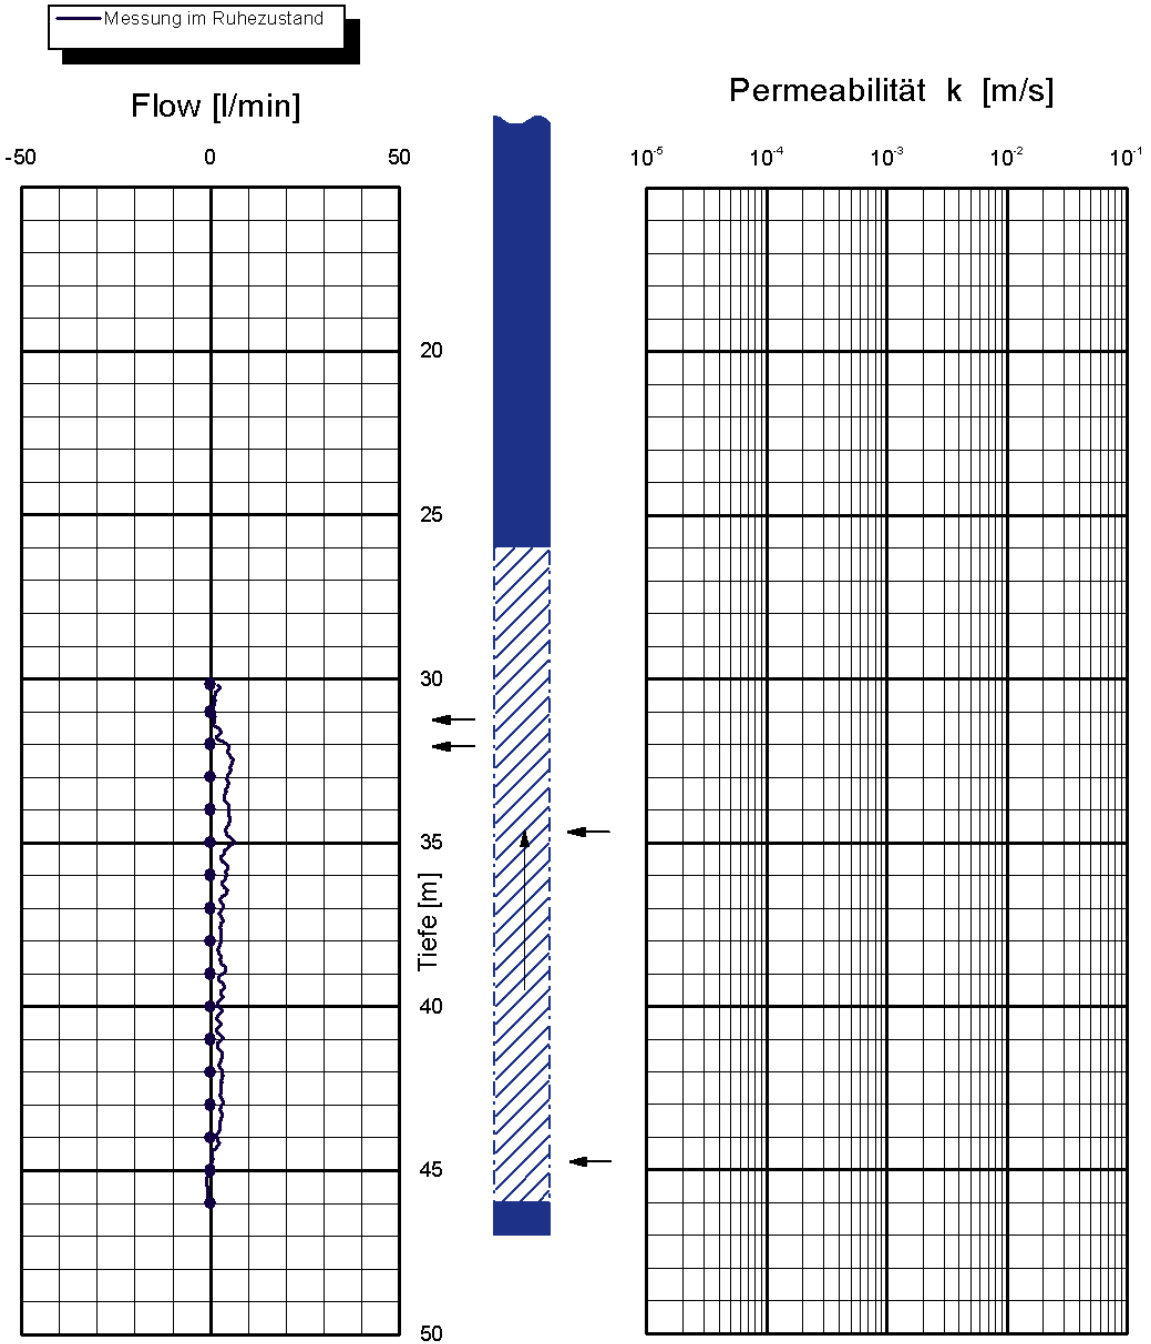 Messung im Ruhezustand
Flow [l/min]
Permeabilität k [m/s]
-50 0 50
10-5 10-4 10-3 10-2 10-1
20
25
30
35
Tiefe [m]
40
45
50